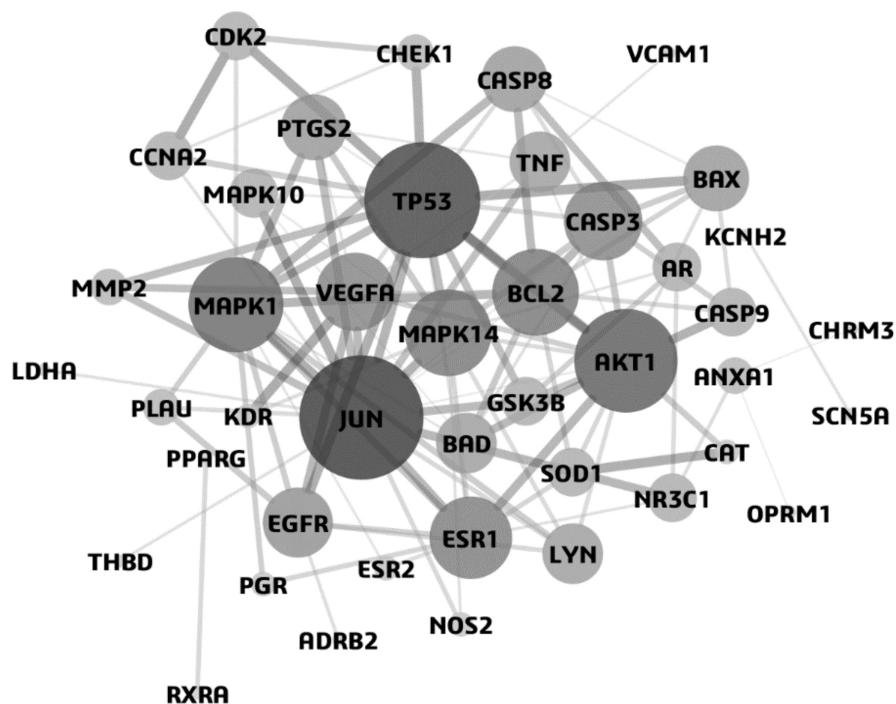 CDK2
CHEK1
VCAM1
CASP8
PTGS2
CCNA2
TNF
BAX
MAPK10
TP53
CASP3
KCNH2
AR
MMP2
MAPK1
VEGFA
BCL2
CASP9
MAPK14
CHRM3
AKT1
LDHA
ANXA1
PLAU
KDR
JUN
GSK3B
SCN5A
BAD
PPARG
SOD1
CAT
NR3C1
OPRM1
EGFR
ESR1
LYN
THBD
PGR
ESR2
ADRB2
NOS2
RXRA